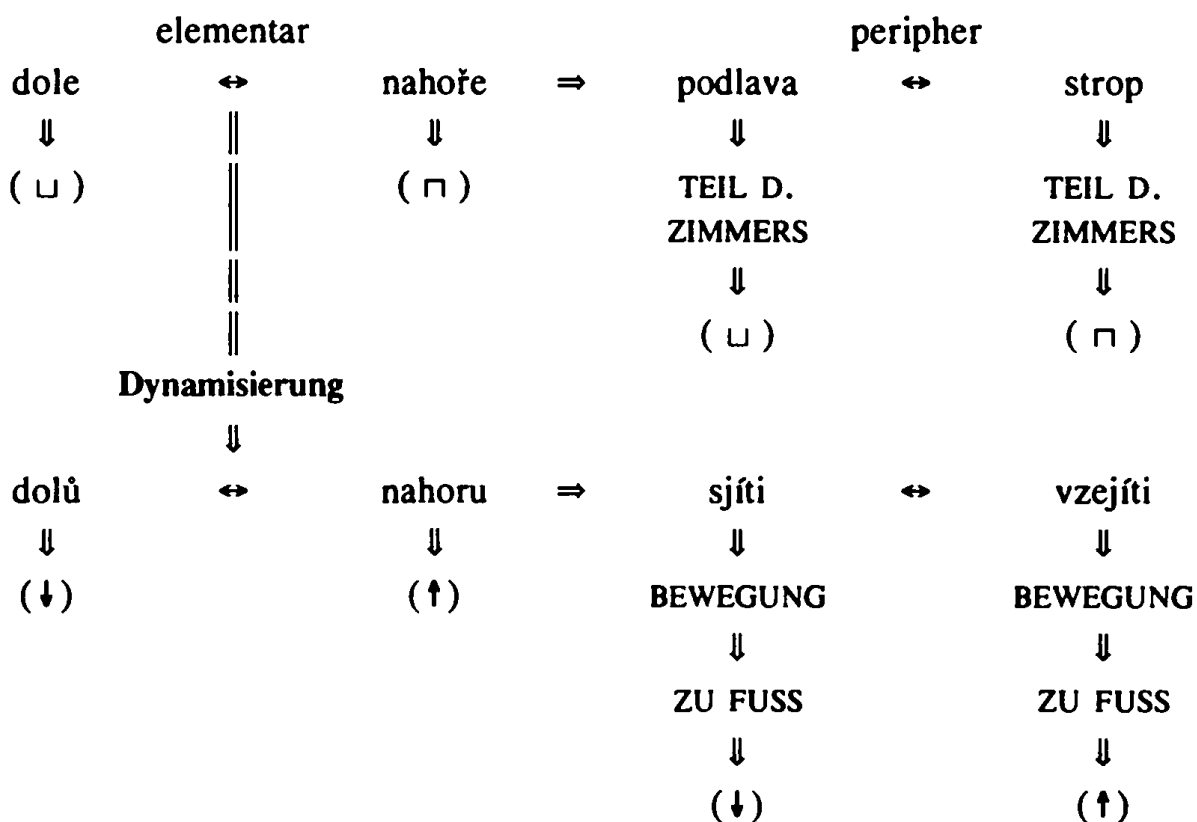 elementar peripher
dole ↔ nahoře ⇒ podlava ↔ strop
⇓ ‖ ⇓ ⇓ ⇓
( ⊔ ) ‖ ( ⊓ ) TEIL D. TEIL D.
ZIMMERS ZIMMERS
‖ ⇓ ⇓
‖ ( ⊔ ) ( ⊓ )
Dynamisierung
⇓
dolů ↔ nahoru ⇒ sjíti ↔ vzejíti
⇓ ⇓ ⇓ ⇓
(↓) (↑) BEWEGUNG BEWEGUNG
⇓ ⇓
ZU FUSS ZU FUSS
⇓ ⇓
(↓) (↑)